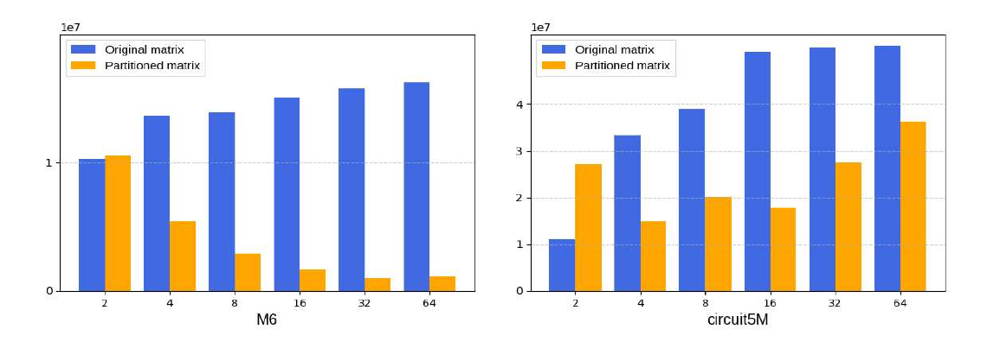 1e7
Original matrix
Partitioned matrix
1
0
2 4 8 16 32 64
M6
1e7
Original matrix
Partitioned matrix
4
3
2
1
0
2 4 8 16 32 64
circuit5M